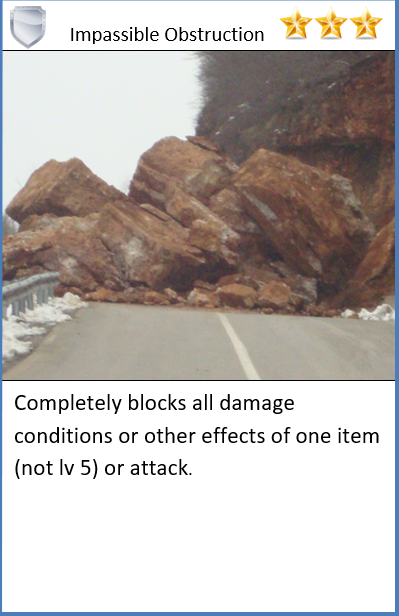 Impassible Obstruction
Completely blocks all damage
conditions or other effects of one item
(not lv 5) or attack.